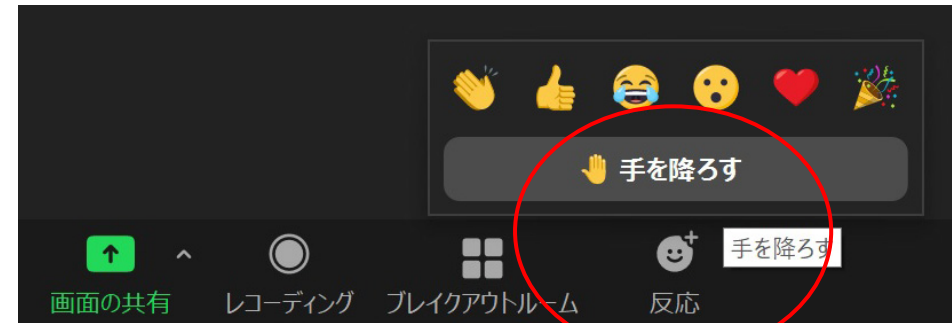 手を降ろす
手を降ろす
画面の共有
レコーディング
ブレイクアウトルーム
反応